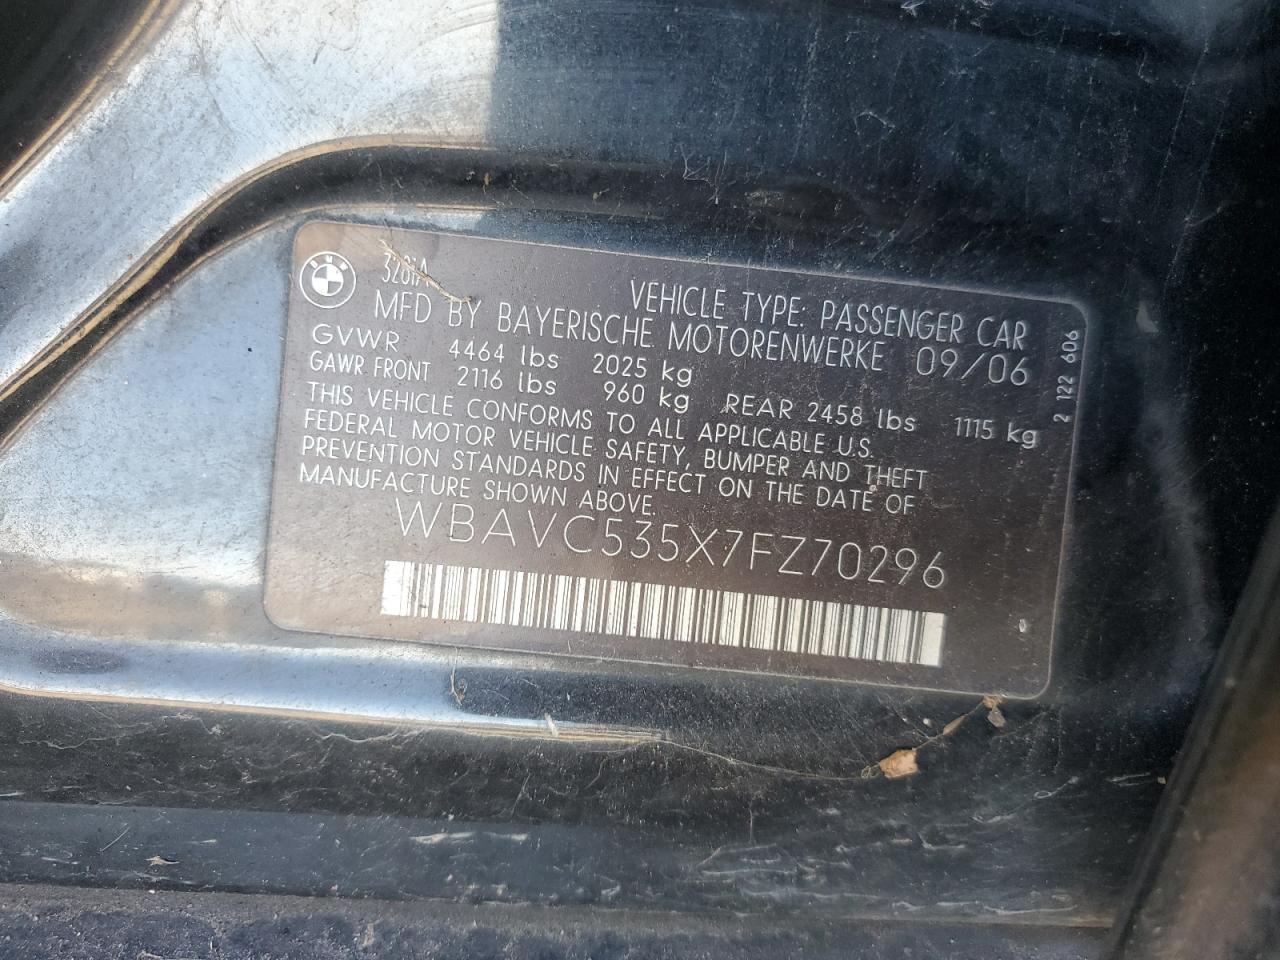 BMW
328iA
VEHICLE TYPE: PASSENGER CAR
MFD BY BAYERISCHE MOTORENWERKE 09/06
GVWR 4464 lbs 2025 kg
GAWR FRONT 2116 lbs 960 kg REAR 2458 lbs 1115 kg
THIS VEHICLE CONFORMS TO ALL APPLICABLE U.S.
FEDERAL MOTOR VEHICLE SAFETY, BUMPER AND THEFT
PREVENTION STANDARDS IN EFFECT ON THE DATE OF
MANUFACTURE SHOWN ABOVE.
WBAVC535X7FZ70296
2 122 606